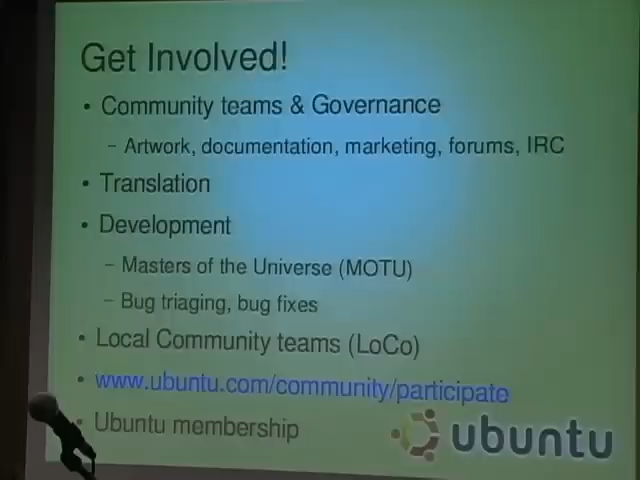 Get Involved!
• Community teams & Governance
– Artwork, documentation, marketing, forums, IRC
• Translation
• Development
– Masters of the Universe (MOTU)
– Bug triaging, bug fixes
• Local Community teams (LoCo)
• www.ubuntu.com/community/participate
• Ubuntu membership
ubuntu